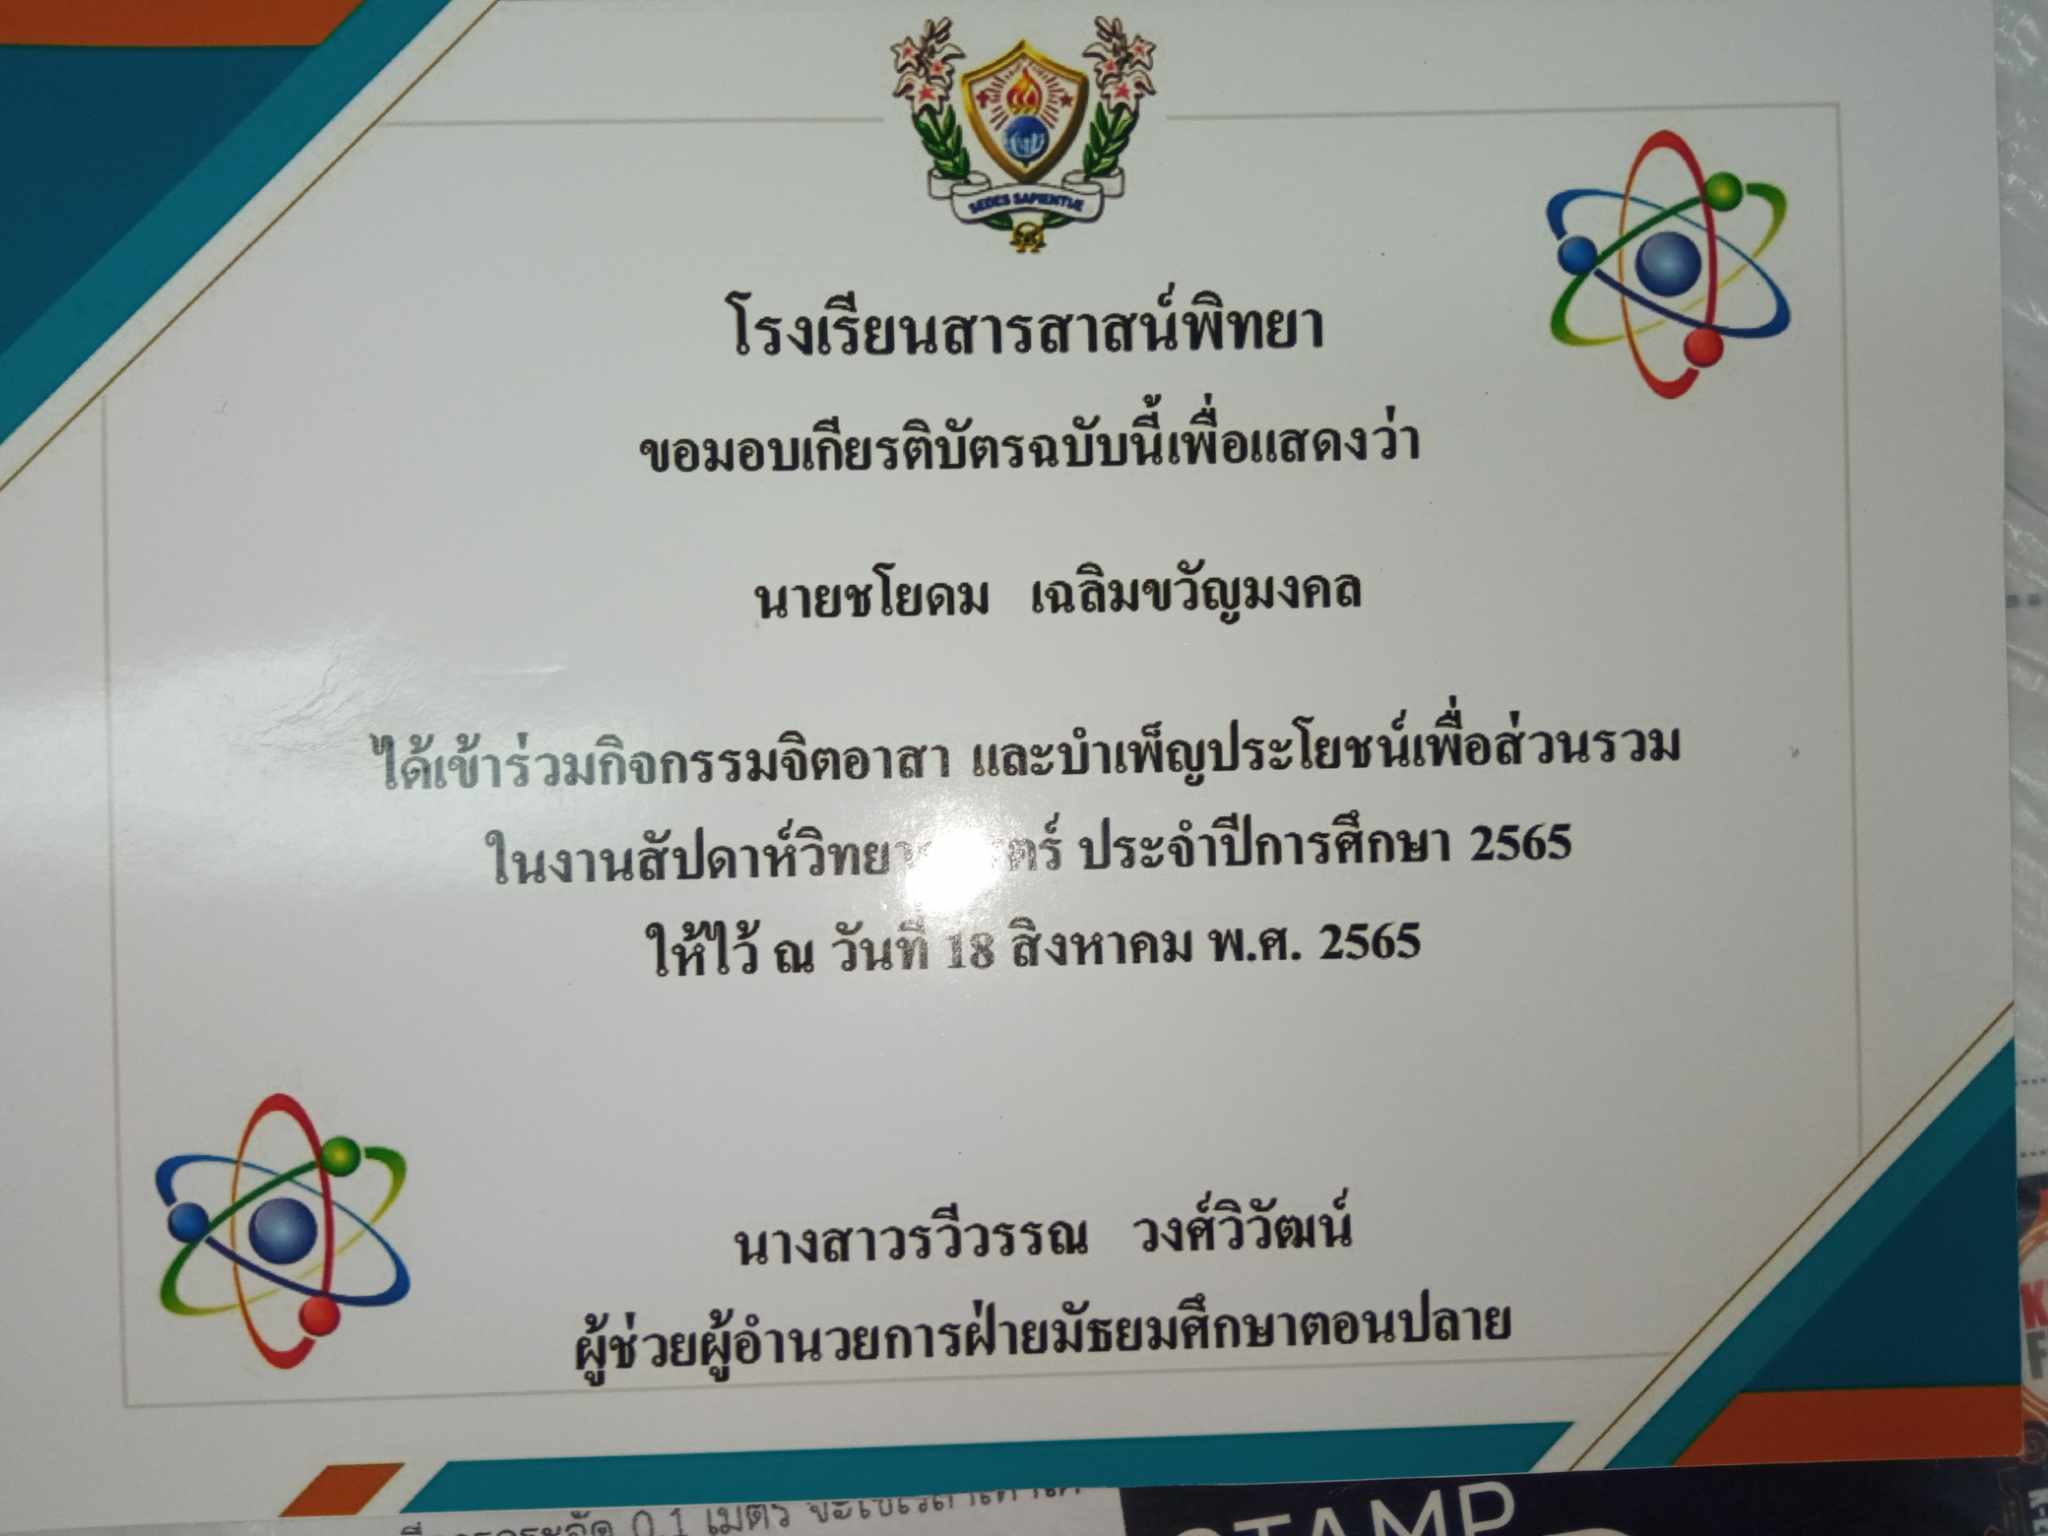 SEDES SAPIENTIÆ
โรงเรียนสารสาสน์พิทยา
ขอมอบเกียรติบัตรฉบับนี้เพื่อแสดงว่า
นายชโยดม เฉลิมขวัญมงคล
ได้เข้าร่วมกิจกรรมจิตอาสา และบำเพ็ญประโยชน์เพื่อส่วนรวม
ในงานสัปดาห์วิทยาศาสตร์ ประจำปีการศึกษา 2565
ให้ไว้ ณ วันที่ 18 สิงหาคม พ.ศ. 2565
นางสาวรวีวรรณ วงศ์วิวัฒน์
ผู้ช่วยผู้อำนวยการฝ่ายมัธยมศึกษาตอนปลาย
0.1 เมตร
STAMP